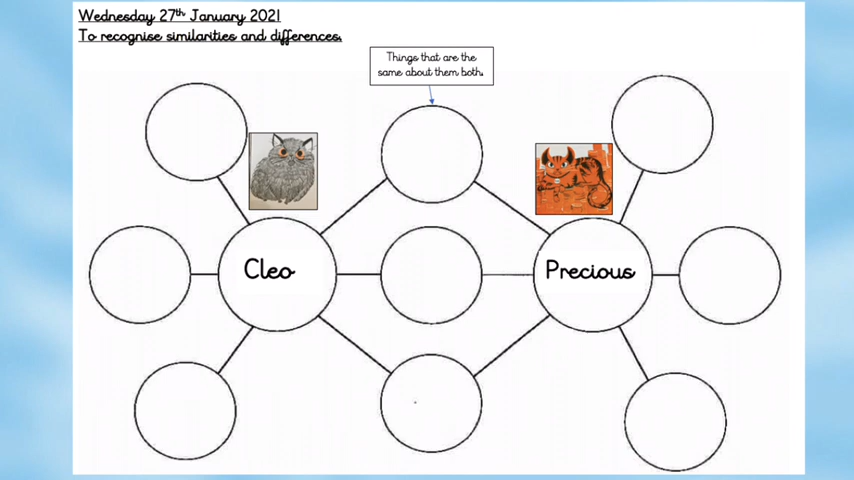 Wednesday 27th January 2021
To recognise similarities and differences.
Things that are the
same about them both.
Cleo
Precious